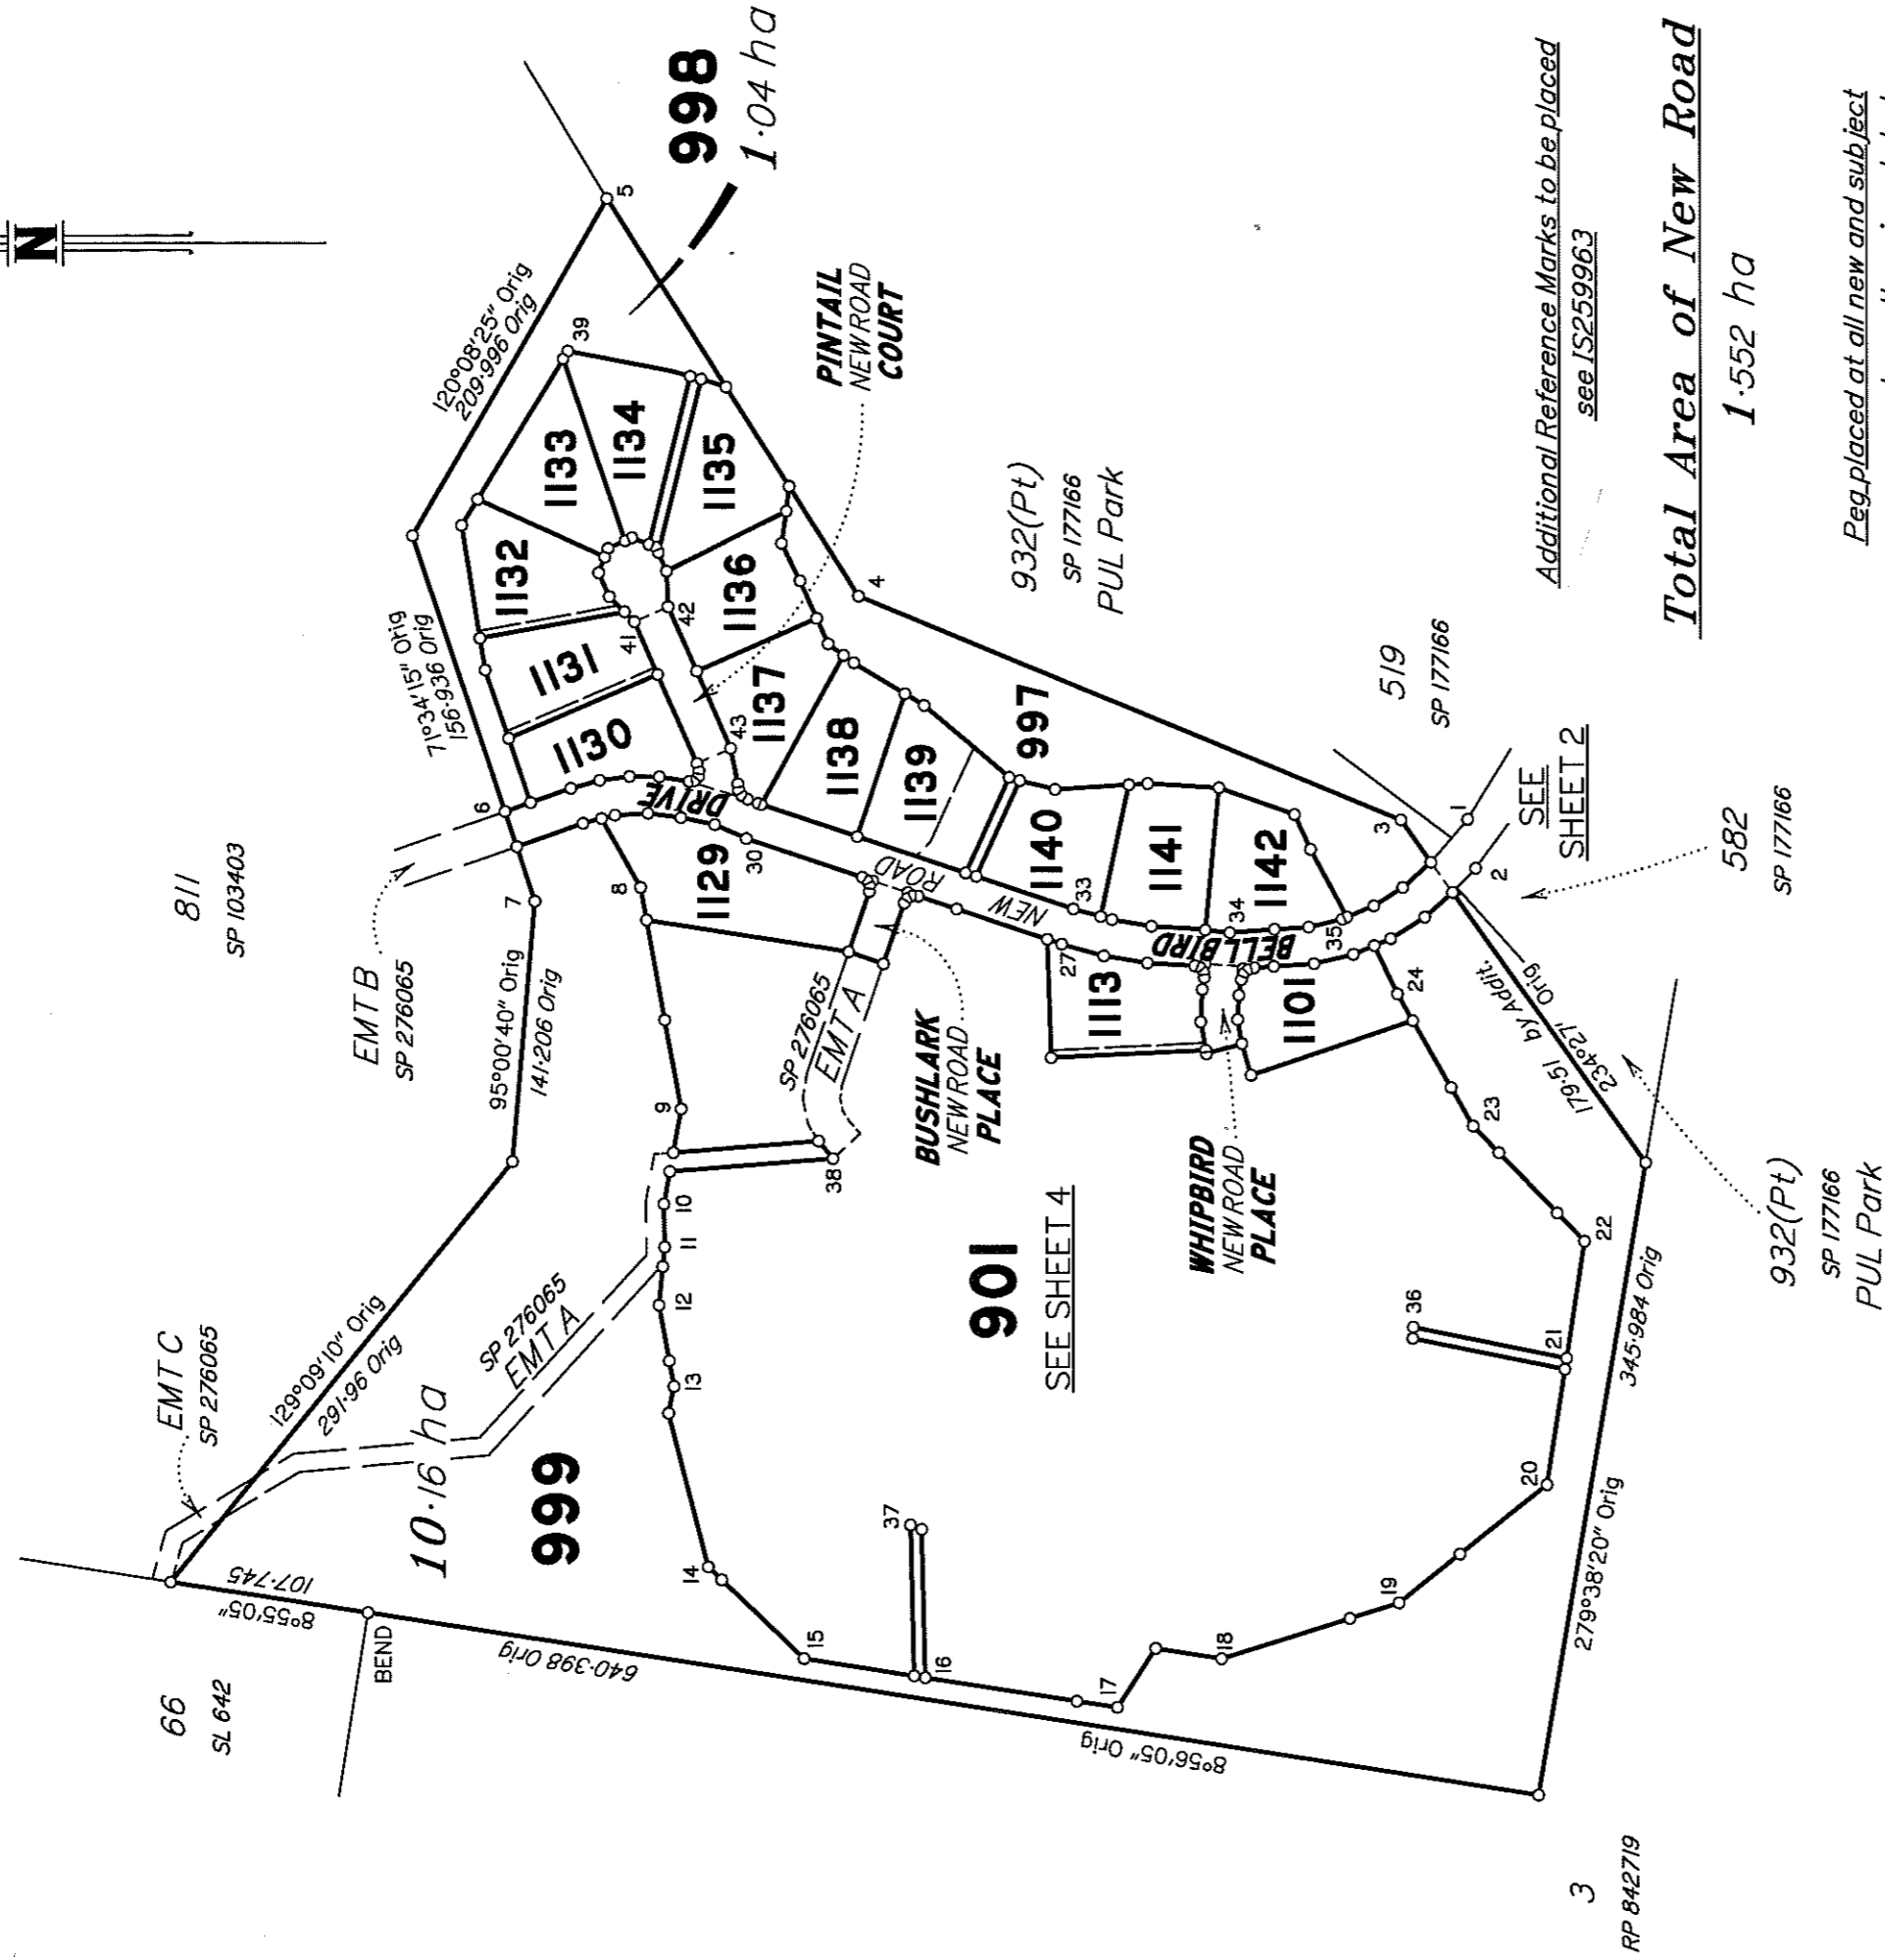 N
66
SL 642
BEND
107·745
8°55'05"
640·398 Orig
8°56'05" Orig
3
RP 842719
EMT C
SP 276065
129°09'10" Orig
291·96 Orig
10·16 ha
999
SP 276065
EMT A
811
SP 103403
EMT B
SP 276065
95°00'40" Orig
141·206 Orig
71°34'15" Orig
156·936 Orig
120°08'25" Orig
209·996 Orig
998
1·04 ha
5
39
6
7
8
9
10
11
12
13
14
15
16
17
18
19
20
21
22
23
24
27
30
33
34
35
36
37
38
41
42
43
4
3
1
2
1129
1130
1131
1132
1133
1134
1135
1136
1137
1138
1139
1140
1141
1142
1113
1101
997
DRIVE
ROAD
NEW
BELLBIRD
PINTAIL
NEW ROAD
COURT
SP 276065
EMT A
BUSHLARK
NEW ROAD
PLACE
WHIPBIRD
NEW ROAD
PLACE
901
SEE SHEET 4
932(Pt)
SP 177166
PUL Park
519
SP 177166
SEE
SHEET 2
582
SP 177166
179·51 by Addit.
234°27' Orig
345·984 Orig
279°38'20" Orig
932(Pt)
SP 177166
PUL Park
Additional Reference Marks to be placed
see IS259963
Total Area of New Road
1·552 ha
Peg placed at all new and subject